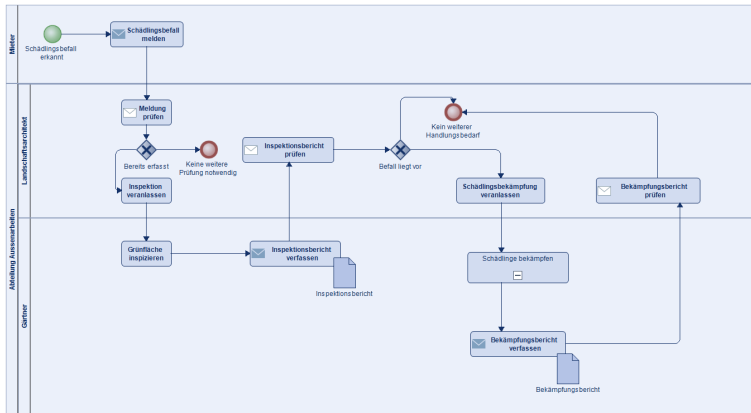 Mieter
Schädlingsbefall
erkannt
Schädlingsbefall
melden
Abteilung Aussenarbeiten
Landschaftsarchitekt
Meldung
prüfen
Bereits erfasst
Keine weitere
Prüfung notwendig
Inspektion
veranlassen
Inspektionsbericht
prüfen
Befall liegt vor
Kein weiterer
Handlungsbedarf
Schädlingsbekämpfung
veranlassen
Bekämpfungsbericht
prüfen
Gärtner
Grünfläche
inspizieren
Inspektionsbericht
verfassen
Inspektionsbericht
Schädlinge bekämpfen
Bekämpfungsbericht
verfassen
Bekämpfungsbericht